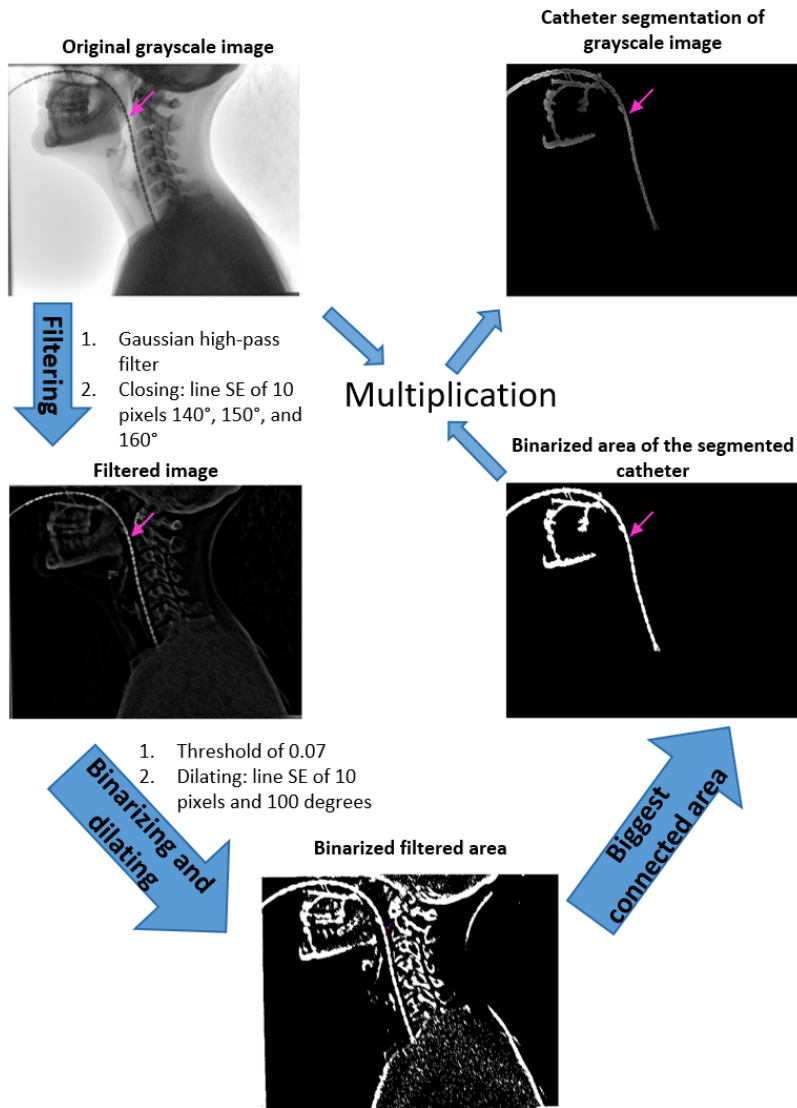 Original grayscale image
Catheter segmentation of
grayscale image
Filtering
1. Gaussian high-pass
filter
2. Closing: line SE of 10
pixels 140°, 150°, and
160°
Multiplication
Filtered image
Binarized area of the segmented
catheter
Binarizing and
dilating
1. Threshold of 0.07
2. Dilating: line SE of 10
pixels and 100 degrees
Biggest
connected area
Binarized filtered area